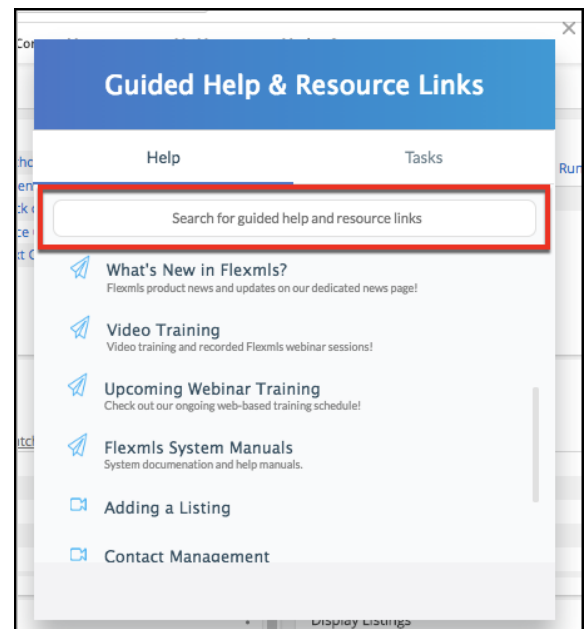 Guided Help & Resource Links
Help
Tasks
Run
Search for guided help and resource links
What's New in Flexmls?
Flexmls product news and updates on our dedicated news page!
Video Training
Video training and recorded Flexmls webinar sessions!
Upcoming Webinar Training
Check out our ongoing web-based training schedule!
Flexmls System Manuals
System documenation and help manuals.
Adding a Listing
Contact Management
Display Listings